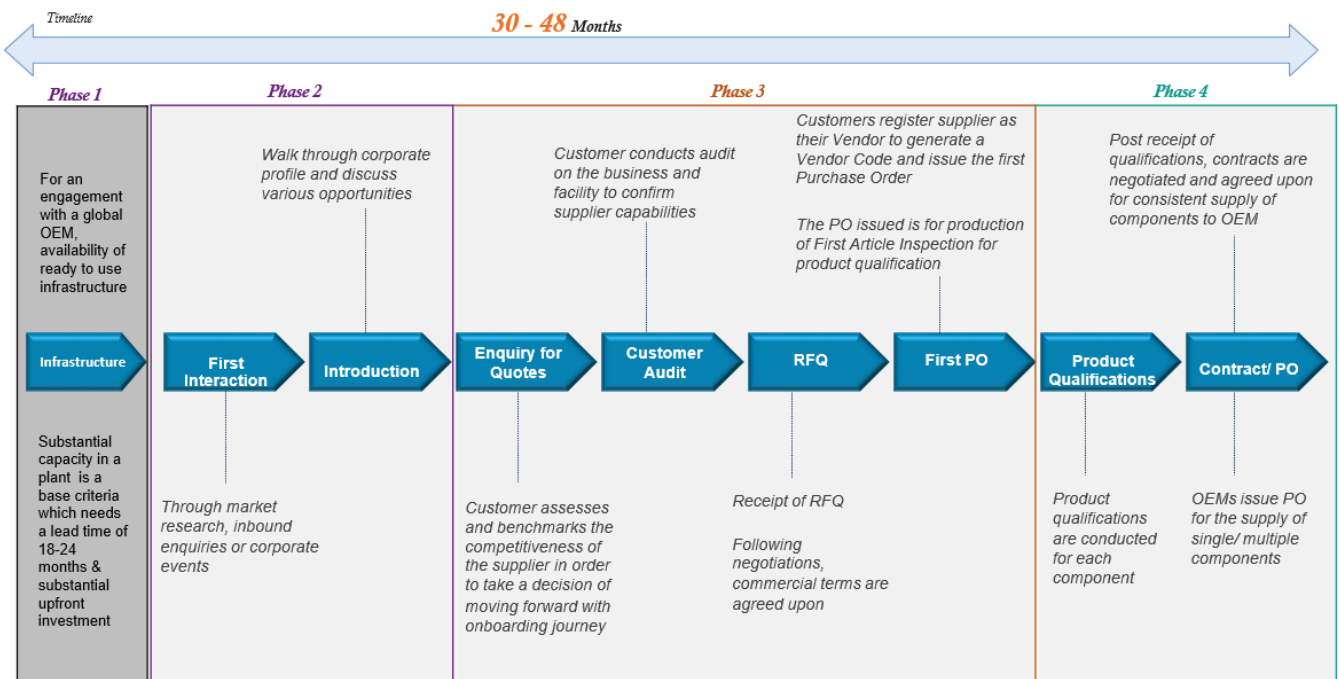 Timeline
30 - 48 Months
Phase 1
Phase 2
Phase 3
Phase 4
For an
engagement
with a global
OEM,
availability of
ready to use
infrastructure
Infrastructure
Substantial
capacity in a
plant is a
base criteria
which needs
a lead time of
18-24
months &
substantial
upfront
investment
Walk through corporate
profile and discuss
various opportunities
First
Interaction
Introduction
Through market
research, inbound
enquiries or corporate
events
Customer conducts audit
on the business and
facility to confirm
supplier capabilities
Customers register supplier as
their Vendor to generate a
Vendor Code and issue the first
Purchase Order
The PO issued is for production
of First Article Inspection for
product qualification
Enquiry for
Quotes
Customer
Audit
RFQ
First PO
Customer assesses
and benchmarks the
competitiveness of
the supplier in order
to take a decision of
moving forward with
onboarding journey
Receipt of RFQ
Following
negotiations,
commercial terms are
agreed upon
Post receipt of
qualifications, contracts are
negotiated and agreed upon
for consistent supply of
components to OEM
Product
Qualifications
Contract/ PO
Product
qualifications
are conducted
for each
component
OEMs issue PO
for the supply of
single/ multiple
components